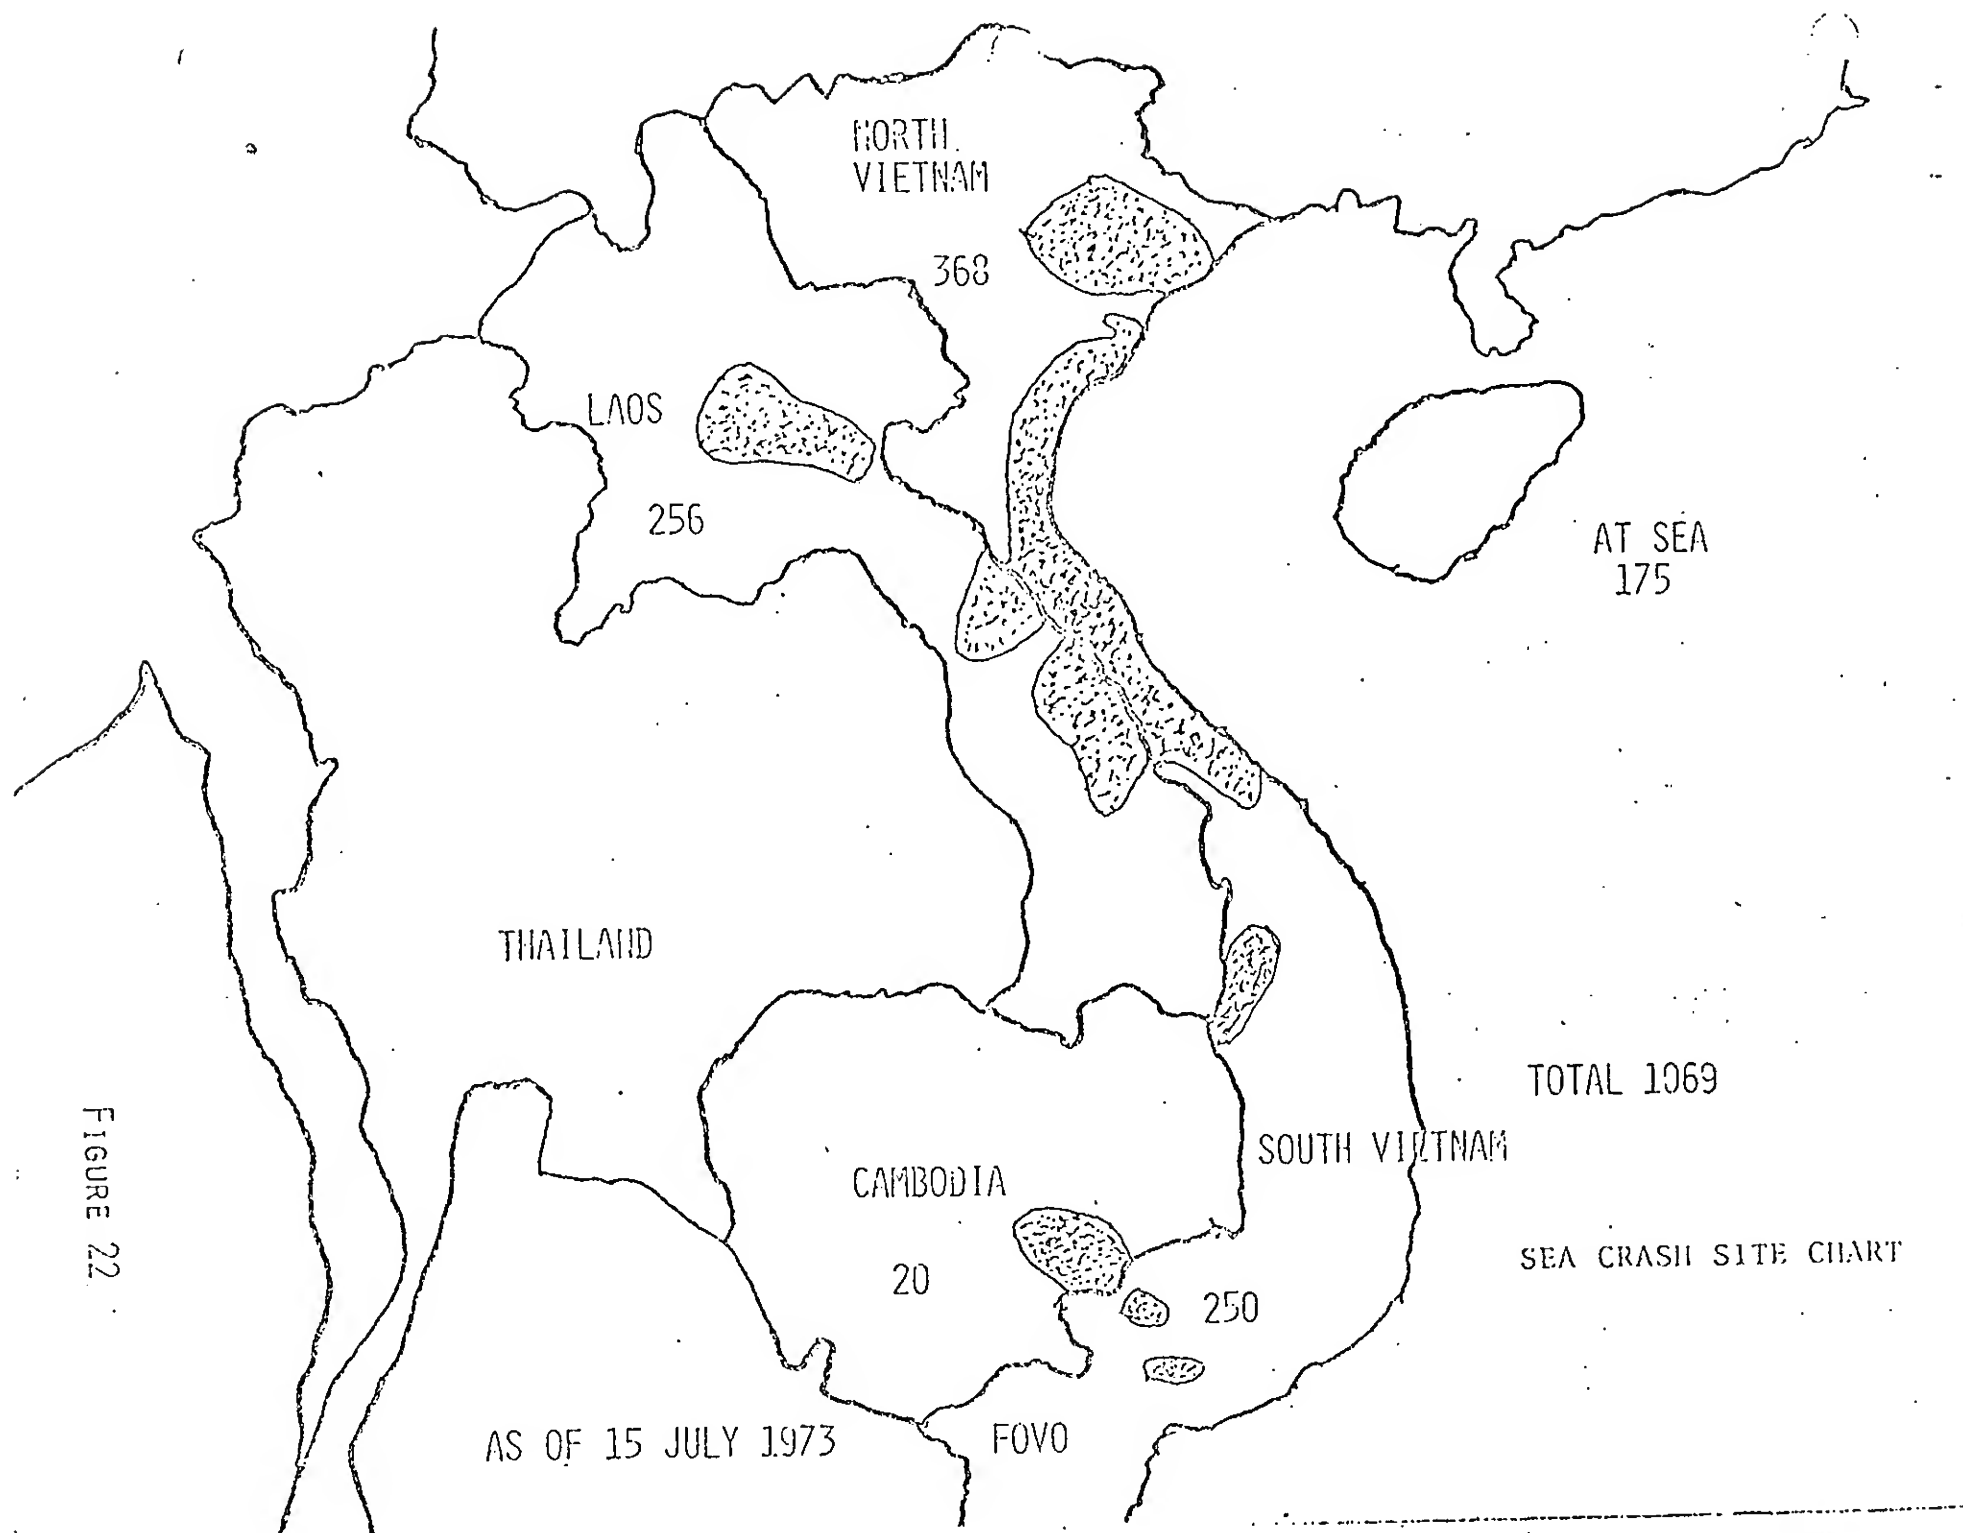 NORTH
VIETNAM
368
LAOS
256
AT SEA
175
THAILAND
TOTAL 1069
SOUTH VIETNAM
CAMBODIA
SEA CRASH SITE CHART
20
250
AS OF 15 JULY 1973
FOVO
FIGURE 22